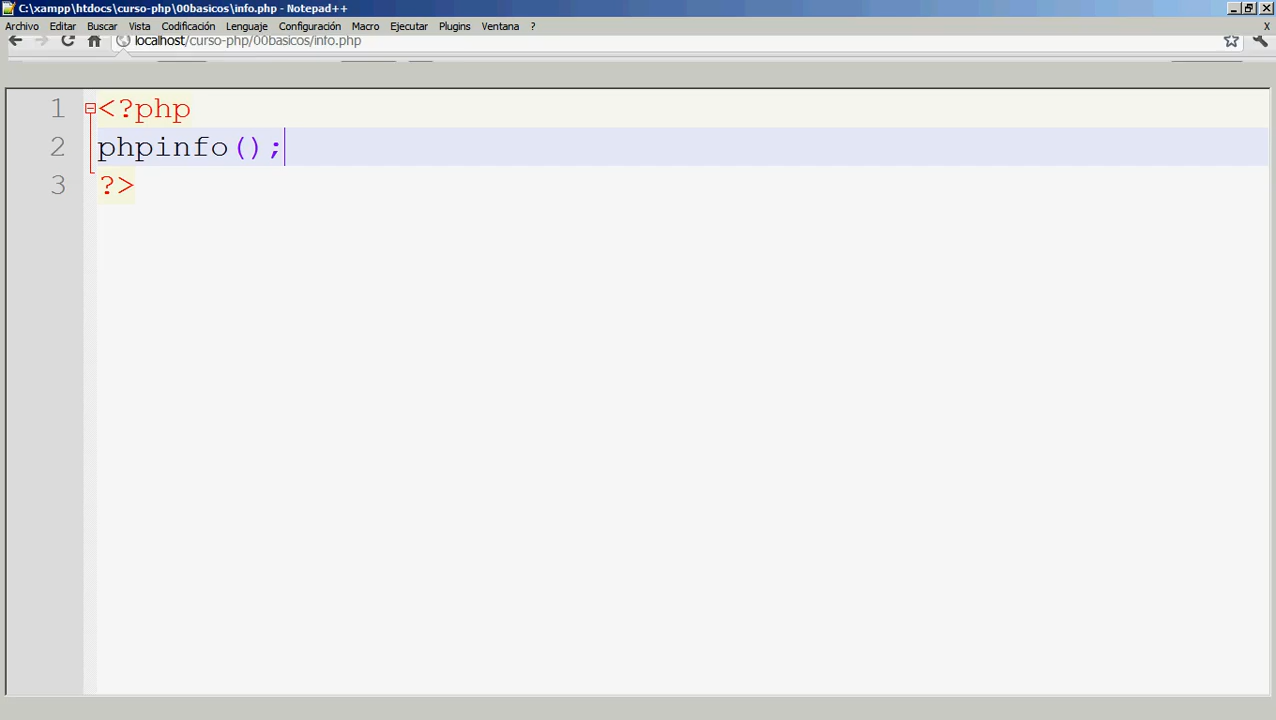 C:\xampp\htdocs\curso-php\00basicos\info.php - Notepad++
Archivo Editar Buscar Vista Codificación Lenguaje Configuración Macro Ejecutar Plugins Ventana ? X
localhost/curso-php/00basicos/info.php
1 <?php
2 phpinfo();
3 ?>